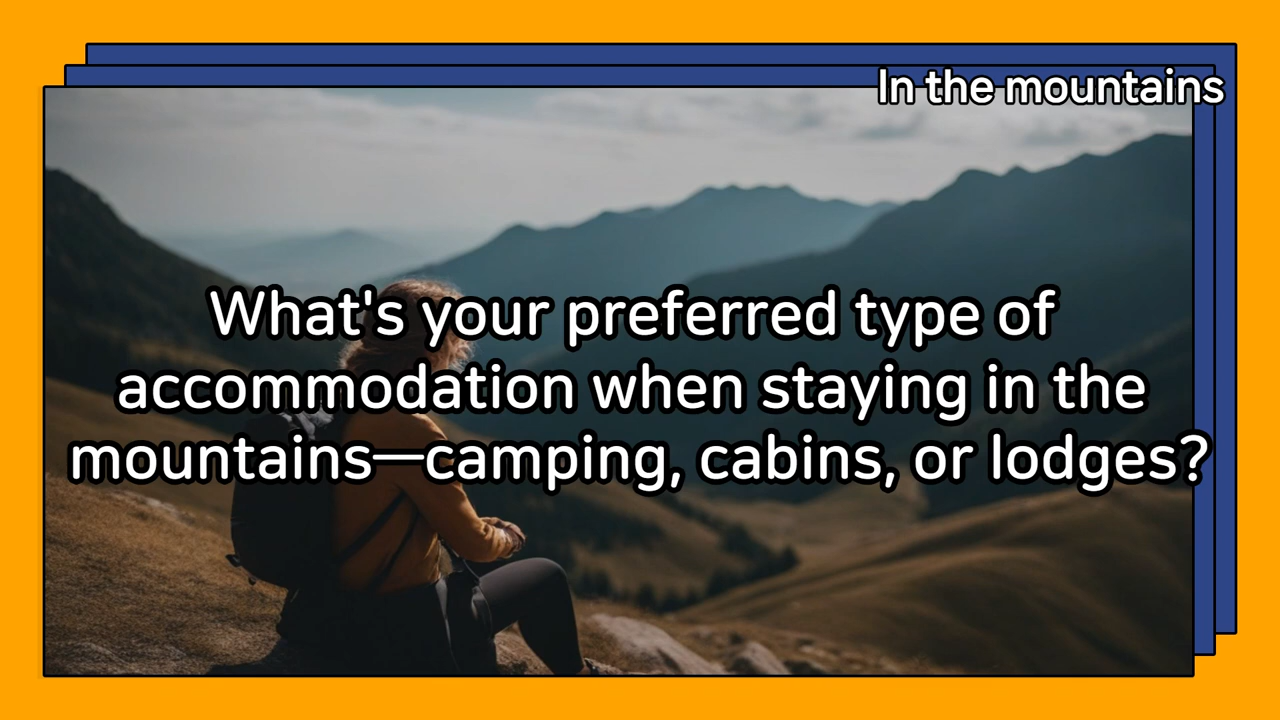 In the mountains
What's your preferred type of
accommodation when staying in the
mountains—camping, cabins, or lodges?